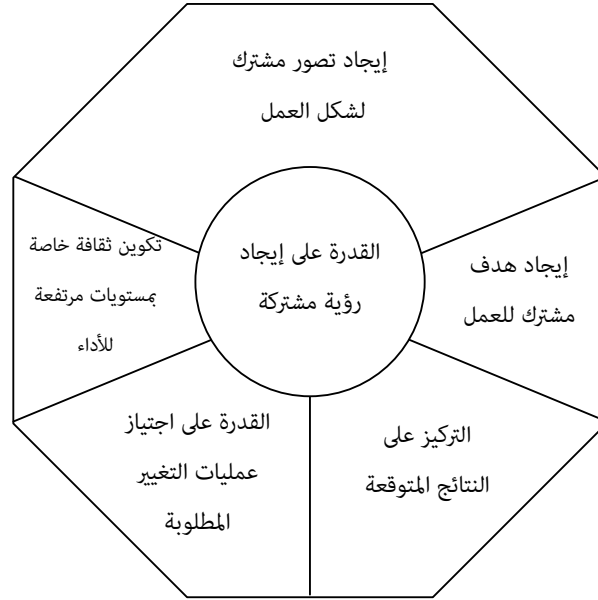 إيجاد تصور مشترك
لشكل العمل
القدرة على إيجاد
رؤية مشتركة
إيجاد هدف
مشترك للعمل
تكوين ثقافة خاصة
بمستويات مرتفعة
للأداء
التركيز على
النتائج المتوقعة
القدرة على اجتياز
عمليات التغيير
المطلوبة